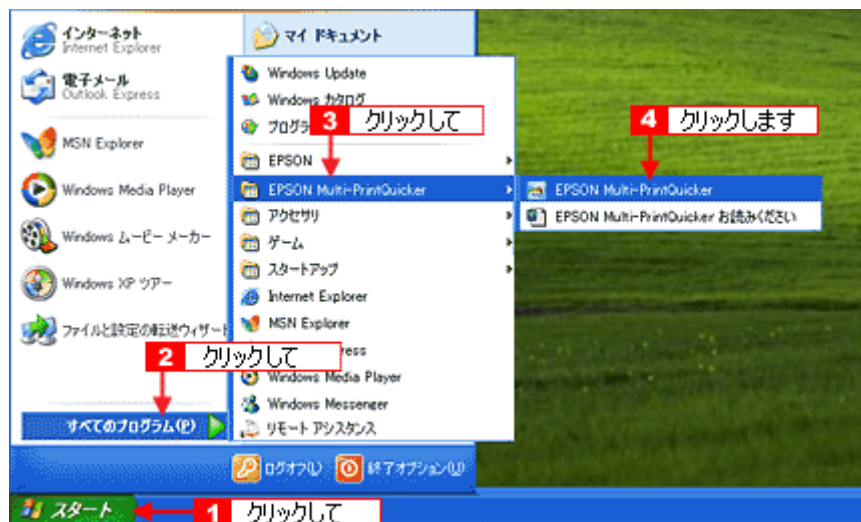 インターネット
Internet Explorer
電子メール
Outlook Express
MSN Explorer
Windows Media Player
Windows ムービー メーカー
Windows XP ツアー
ファイルと設定の転送ウィザード
2 クリックして
すべてのプログラム(P)
マイ ドキュメント
Windows Update
Windows カタログ
プログラ
3 クリックして
EPSON
EPSON Multi-PrintQuicker
アクセサリ
ゲーム
スタートアップ
Internet Explorer
MSN Explorer
ress
Windows Media Player
Windows Messenger
リモート アシスタンス
4 クリックします
EPSON Multi-PrintQuicker
EPSON Multi-PrintQuicker お読みください
ログオフ(L)
終了オプション(U)
スタート
1 クリックして